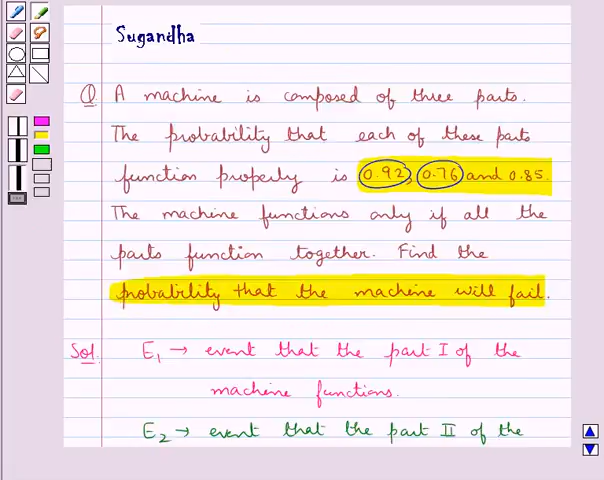 Sugandha
Q A machine is composed of three parts.
The probability that each of these parts
function properly is 0.92, 0.76 and 0.85.
The machine functions only if all the
parts function together. Find the
probability that the machine will fail.
Sol. E₁ → event that the part I of the
machine functions.
E₂ → event that the part II of the